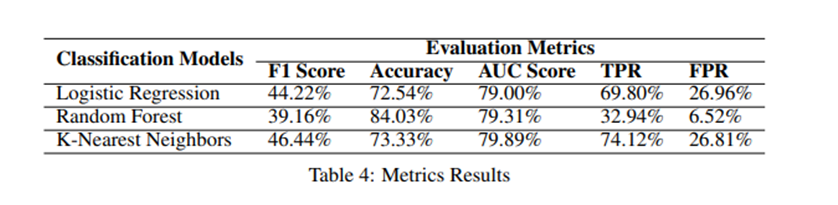 Classification Models Evaluation Metrics
F1 Score Accuracy AUC Score TPR FPR
Logistic Regression 44.22% 72.54% 79.00% 69.80% 26.96%
Random Forest 39.16% 84.03% 79.31% 32.94% 6.52%
K-Nearest Neighbors 46.44% 73.33% 79.89% 74.12% 26.81%
Table 4: Metrics Results